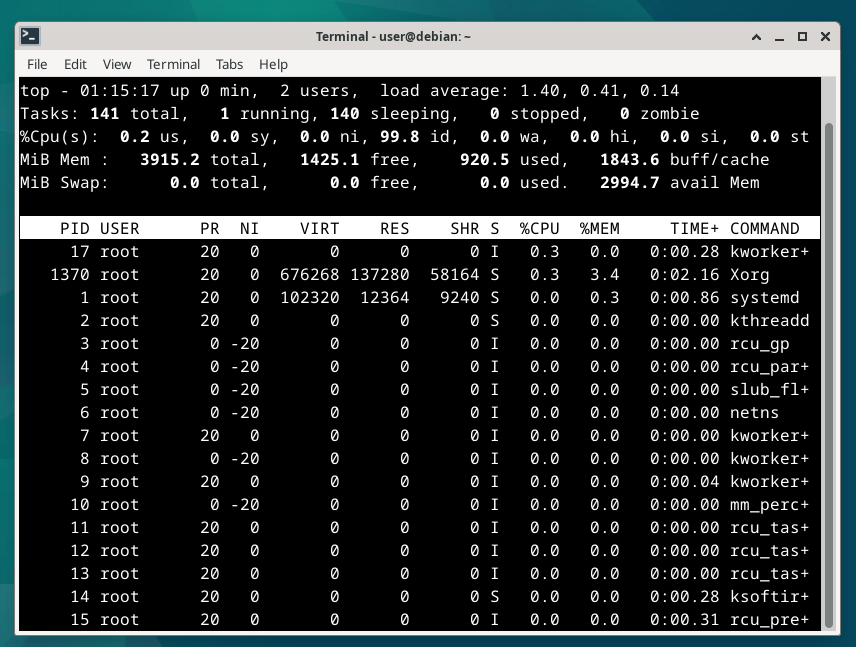 Terminal - user@debian: ~
File Edit View Terminal Tabs Help
top - 01:15:17 up 0 min,  2 users,  load average: 1.40, 0.41, 0.14
Tasks: 141 total,   1 running, 140 sleeping,   0 stopped,   0 zombie
%Cpu(s):  0.2 us,  0.0 sy,  0.0 ni, 99.8 id,  0.0 wa,  0.0 hi,  0.0 si,  0.0 st
MiB Mem :   3915.2 total,   1425.1 free,    920.5 used,   1843.6 buff/cache
MiB Swap:      0.0 total,      0.0 free,      0.0 used.   2994.7 avail Mem
PID USER      PR  NI    VIRT    RES    SHR S  %CPU  %MEM     TIME+ COMMAND
17 root      20   0       0      0      0 I   0.3   0.0   0:00.28 kworker+
1370 root      20   0  676268 137280  58164 S   0.3   3.4   0:02.16 Xorg
1 root      20   0  102320  12364   9240 S   0.0   0.3   0:00.86 systemd
2 root      20   0       0      0      0 S   0.0   0.0   0:00.00 kthreadd
3 root       0 -20       0      0      0 I   0.0   0.0   0:00.00 rcu_gp
4 root       0 -20       0      0      0 I   0.0   0.0   0:00.00 rcu_par+
5 root       0 -20       0      0      0 I   0.0   0.0   0:00.00 slub_fl+
6 root       0 -20       0      0      0 I   0.0   0.0   0:00.00 netns
7 root      20   0       0      0      0 I   0.0   0.0   0:00.00 kworker+
8 root       0 -20       0      0      0 I   0.0   0.0   0:00.00 kworker+
9 root      20   0       0      0      0 I   0.0   0.0   0:00.04 kworker+
10 root       0 -20       0      0      0 I   0.0   0.0   0:00.00 mm_perc+
11 root      20   0       0      0      0 I   0.0   0.0   0:00.00 rcu_tas+
12 root      20   0       0      0      0 I   0.0   0.0   0:00.00 rcu_tas+
13 root      20   0       0      0      0 I   0.0   0.0   0:00.00 rcu_tas+
14 root      20   0       0      0      0 S   0.0   0.0   0:00.28 ksoftir+
15 root      20   0       0      0      0 I   0.0   0.0   0:00.31 rcu_pre+